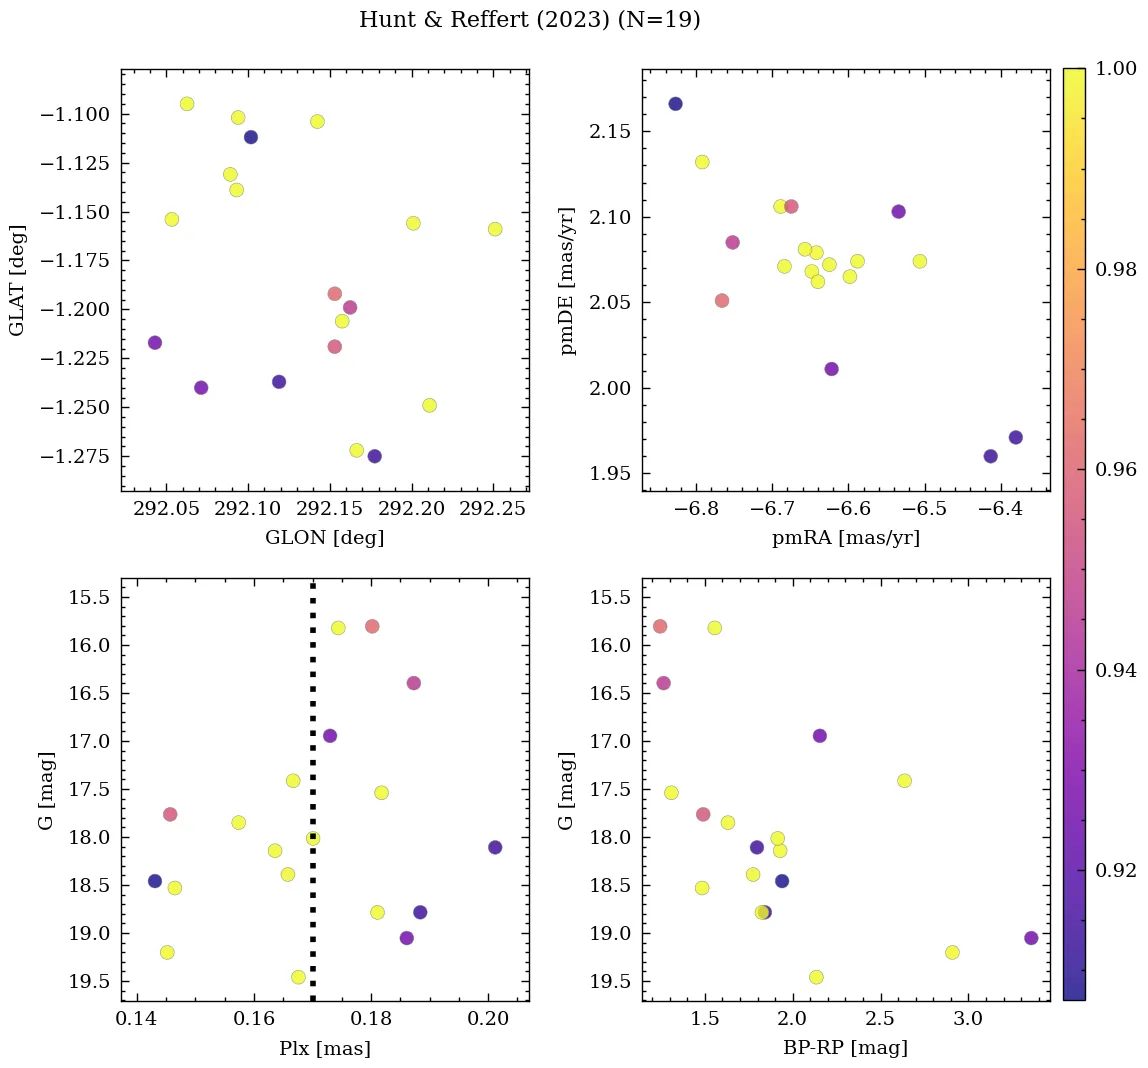 Hunt & Reffert (2023) (N=19)
−1.100
−1.125
−1.150
−1.175
−1.200
−1.225
−1.250
−1.275
GLAT [deg]
292.05 292.10 292.15 292.20 292.25
GLON [deg]
2.15
2.10
2.05
2.00
1.95
pmDE [mas/yr]
−6.8 −6.7 −6.6 −6.5 −6.4
pmRA [mas/yr]
1.00
0.98
0.96
0.94
0.92
15.5
16.0
16.5
17.0
17.5
18.0
18.5
19.0
19.5
G [mag]
0.14 0.16 0.18 0.20
Plx [mas]
15.5
16.0
16.5
17.0
17.5
18.0
18.5
19.0
19.5
G [mag]
1.5 2.0 2.5 3.0
BP-RP [mag]